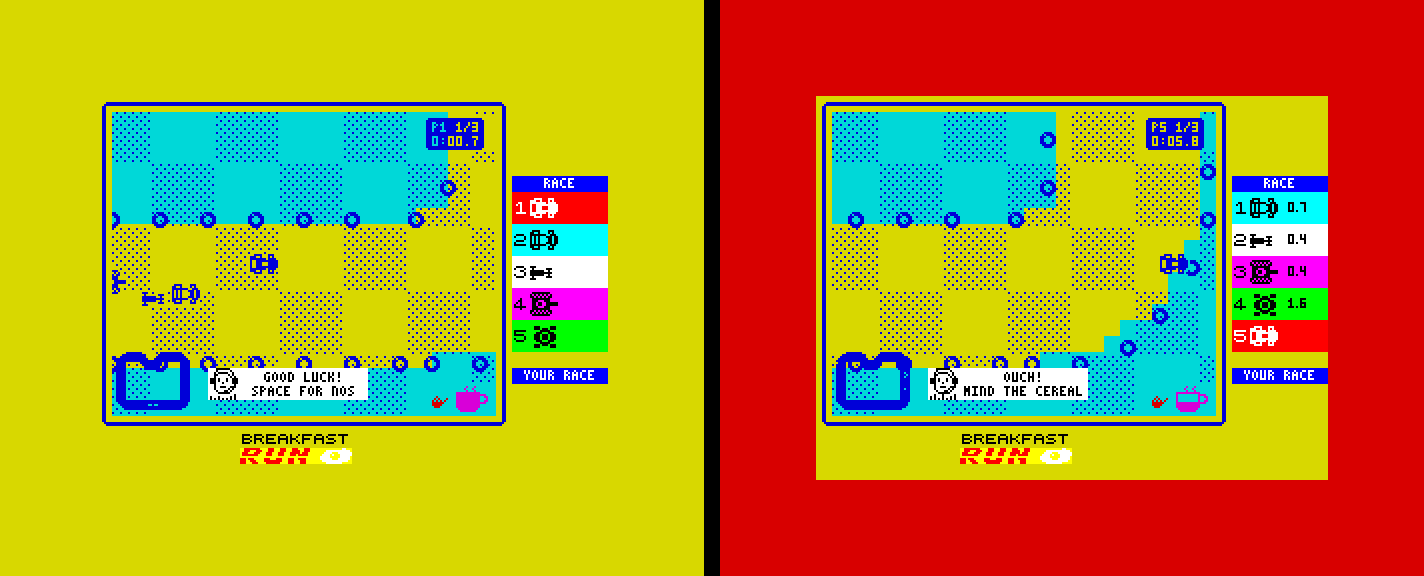 P1 1/3
0:00.7
RACE
1
2
3
4
5
YOUR RACE
GOOD LUCK!
SPACE FOR NOS
BREAKFAST
RUN
P5 1/3
0:05.8
RACE
1 0.7
2 0.4
3 0.4
4 1.6
5
YOUR RACE
OUCH!
MIND THE CEREAL
BREAKFAST
RUN